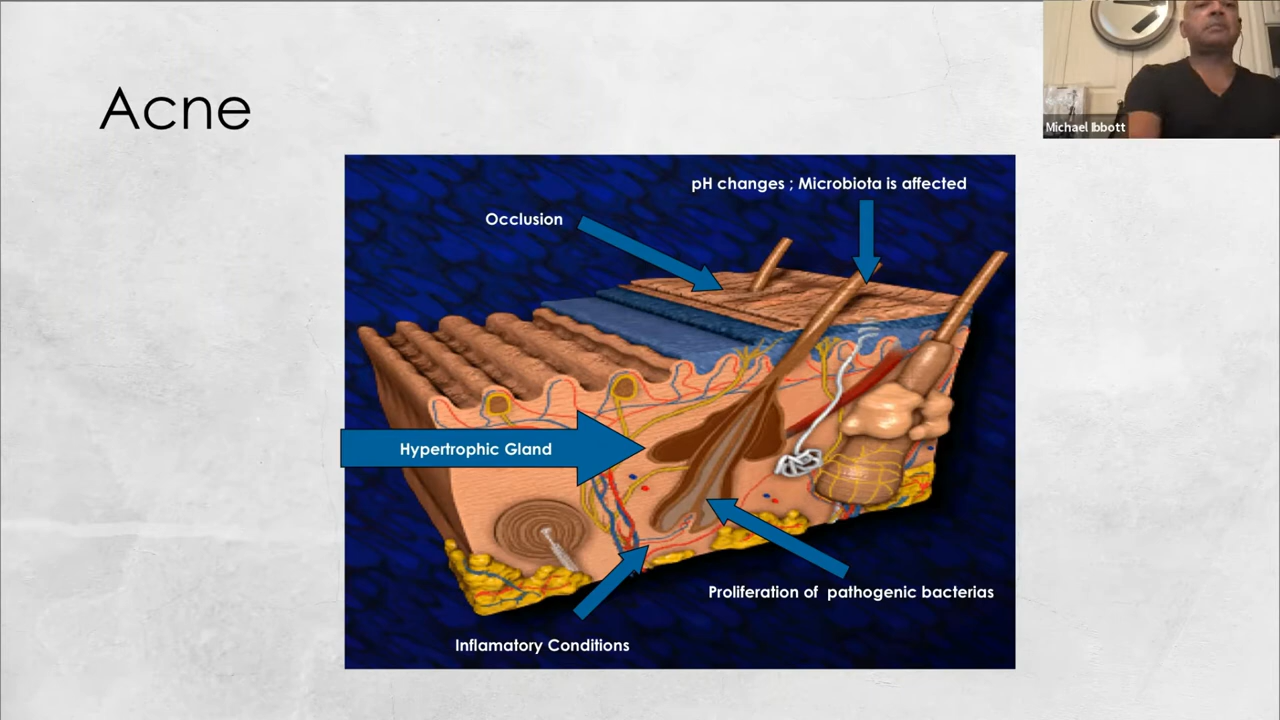 Acne
Michael Ibbott
pH changes ; Microbiota is affected
Occlusion
Hypertrophic Gland
Proliferation of pathogenic bacterias
Inflamatory Conditions